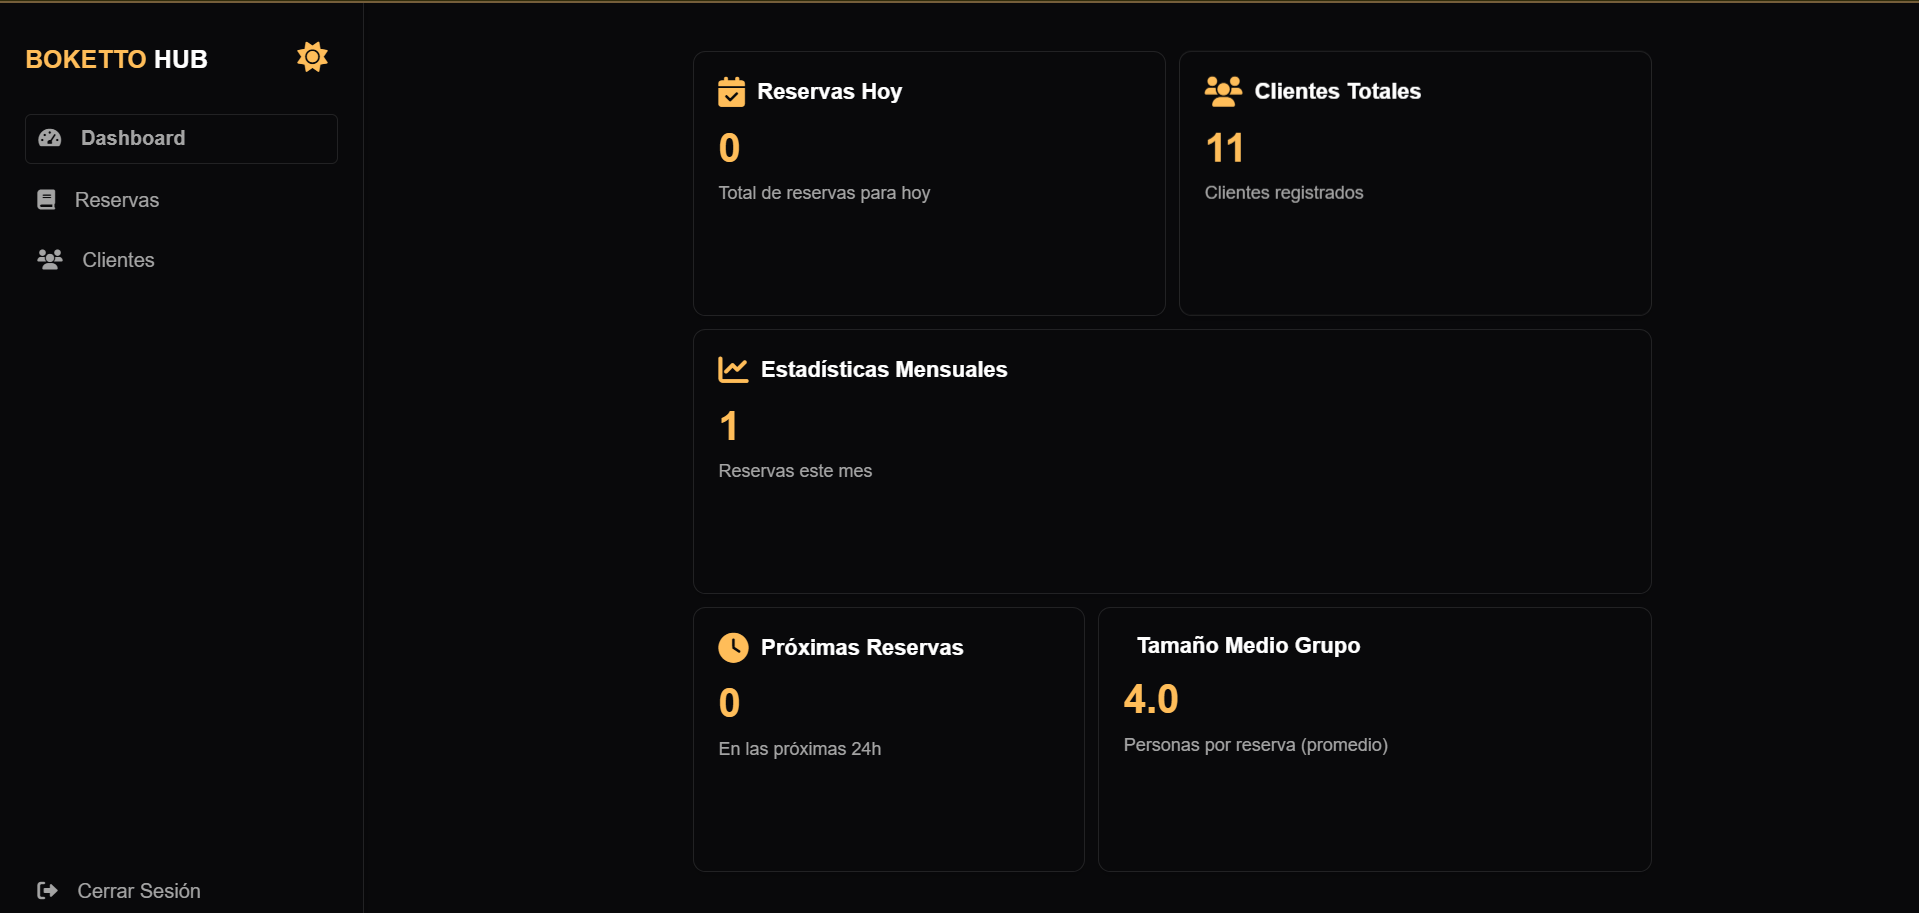 BOKETTO HUB
Dashboard
Reservas
Clientes
Cerrar Sesión
Reservas Hoy
0
Total de reservas para hoy
Clientes Totales
11
Clientes registrados
Estadísticas Mensuales
1
Reservas este mes
Próximas Reservas
0
En las próximas 24h
Tamaño Medio Grupo
4.0
Personas por reserva (promedio)